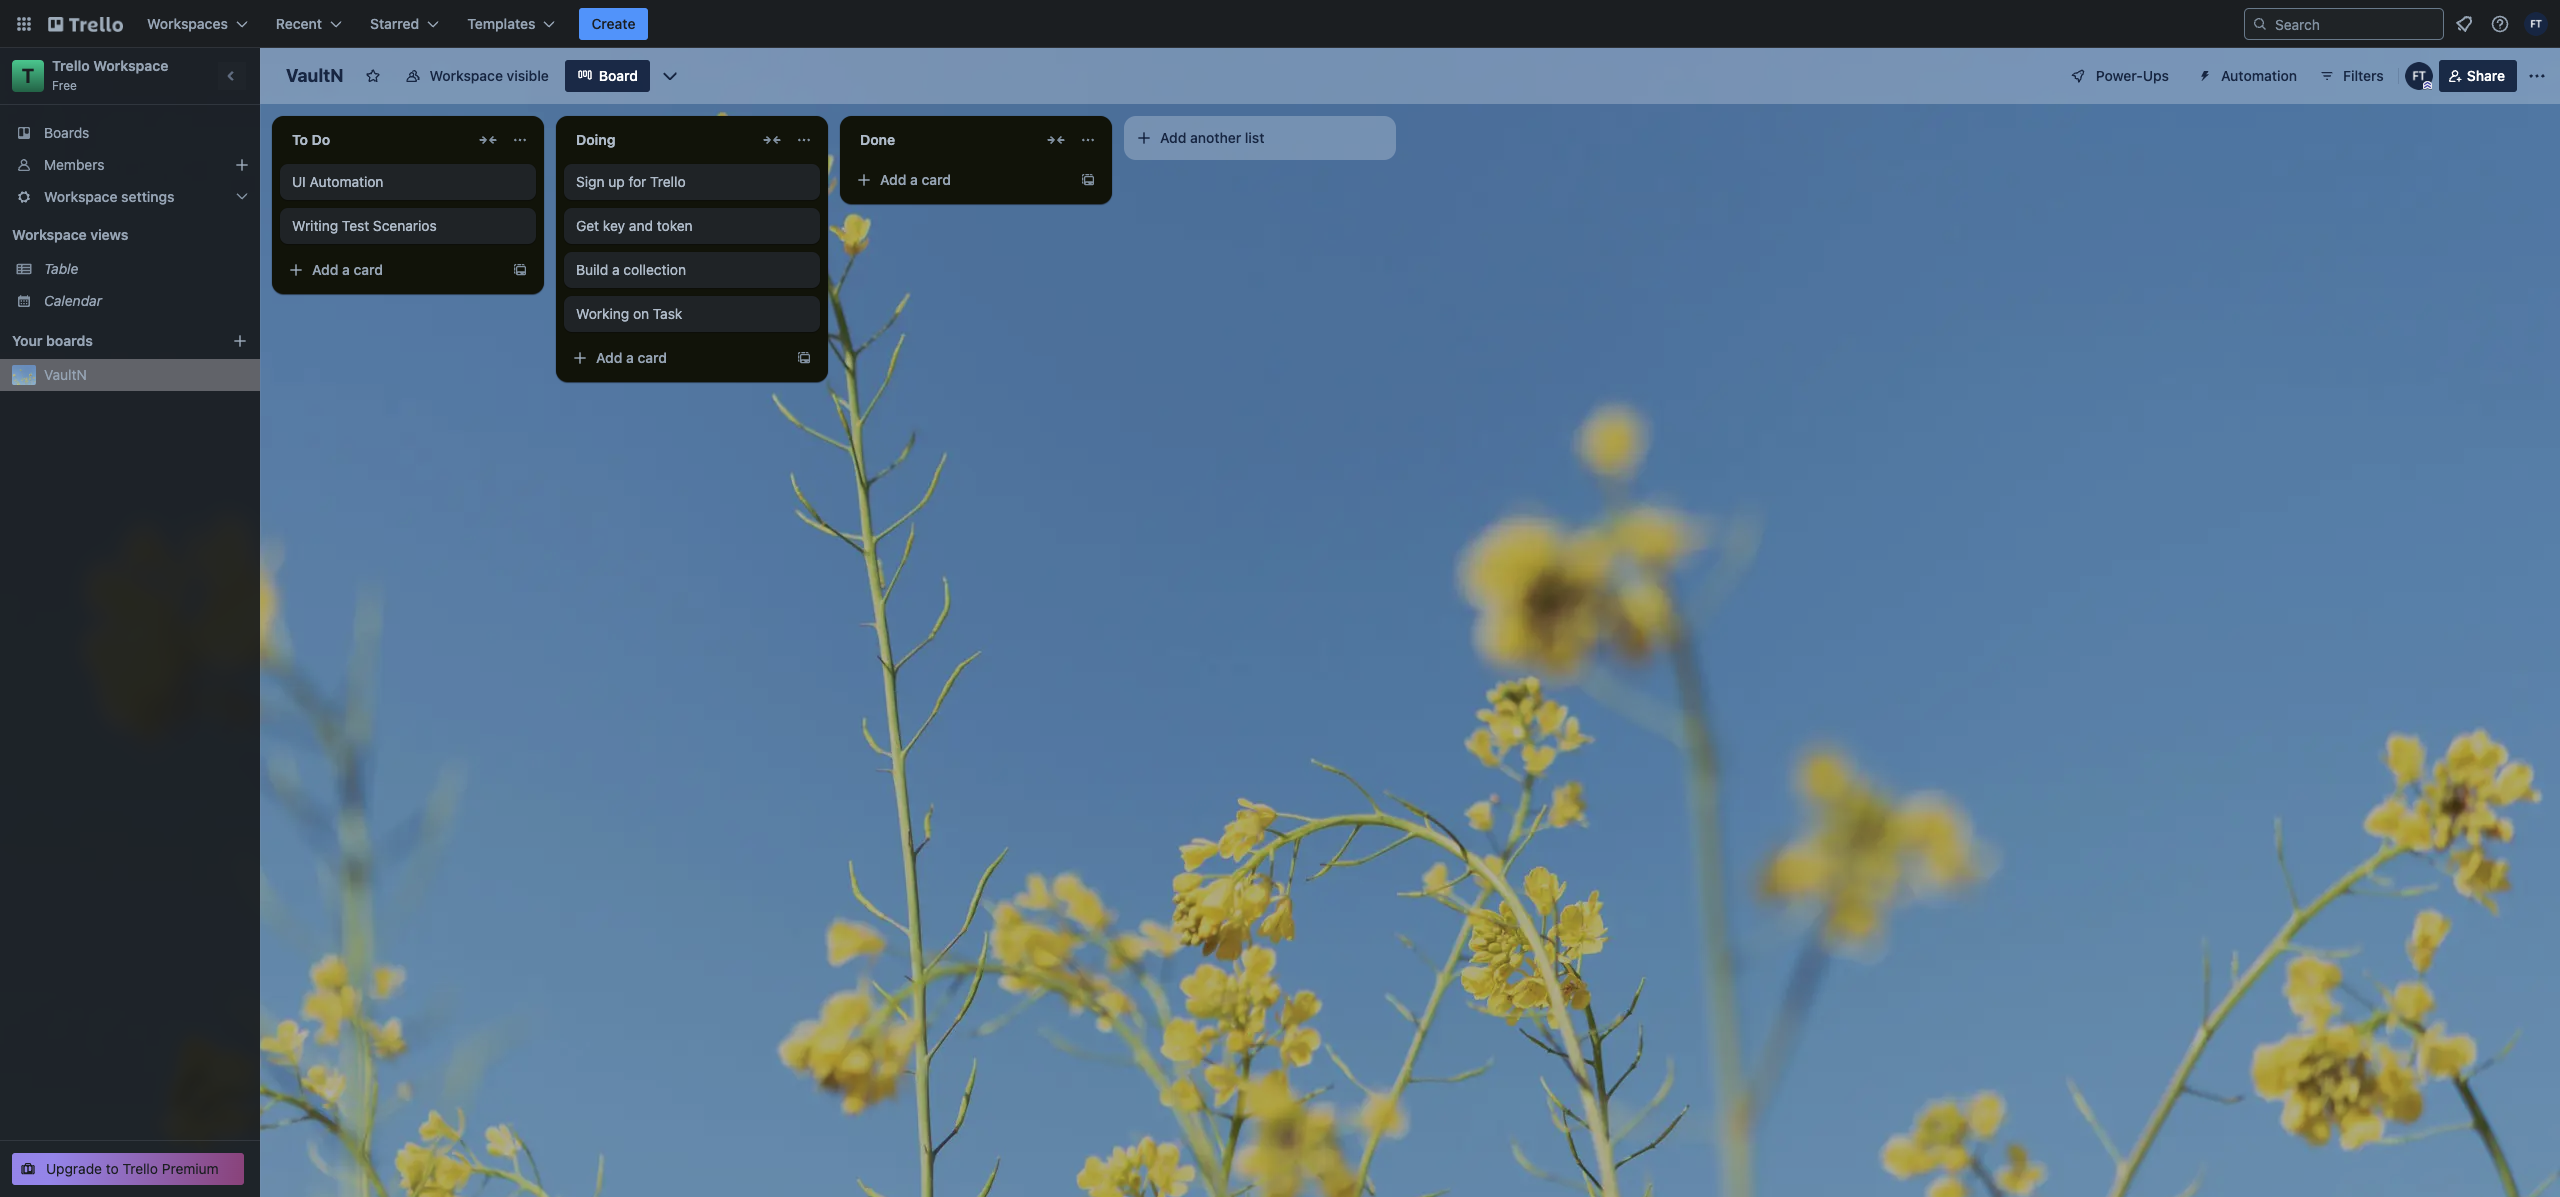 Trello
Workspaces
Recent
Starred
Templates
Create
Search
FT
T
Trello Workspace
Free
VaultN
Workspace visible
Board
Power-Ups
Automation
Filters
FT
Share
Boards
Members
Workspace settings
Workspace views
Table
Calendar
Your boards
VaultN
To Do
UI Automation
Writing Test Scenarios
Add a card
Doing
Sign up for Trello
Get key and token
Build a collection
Working on Task
Add a card
Done
Add a card
Add another list
Upgrade to Trello Premium